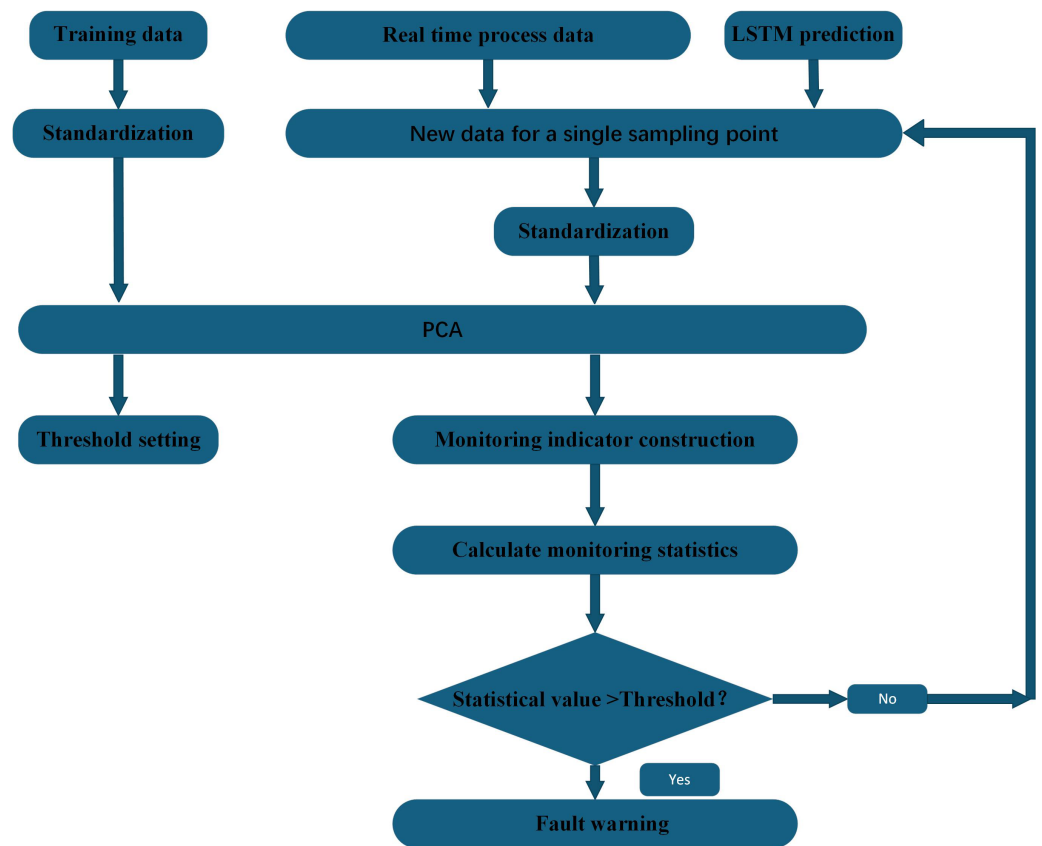 Training data
Real time process data
LSTM prediction
Standardization
New data for a single sampling point
Standardization
PCA
Threshold setting
Monitoring indicator construction
Calculate monitoring statistics
Statistical value >Threshold？
No
Yes
Fault warning